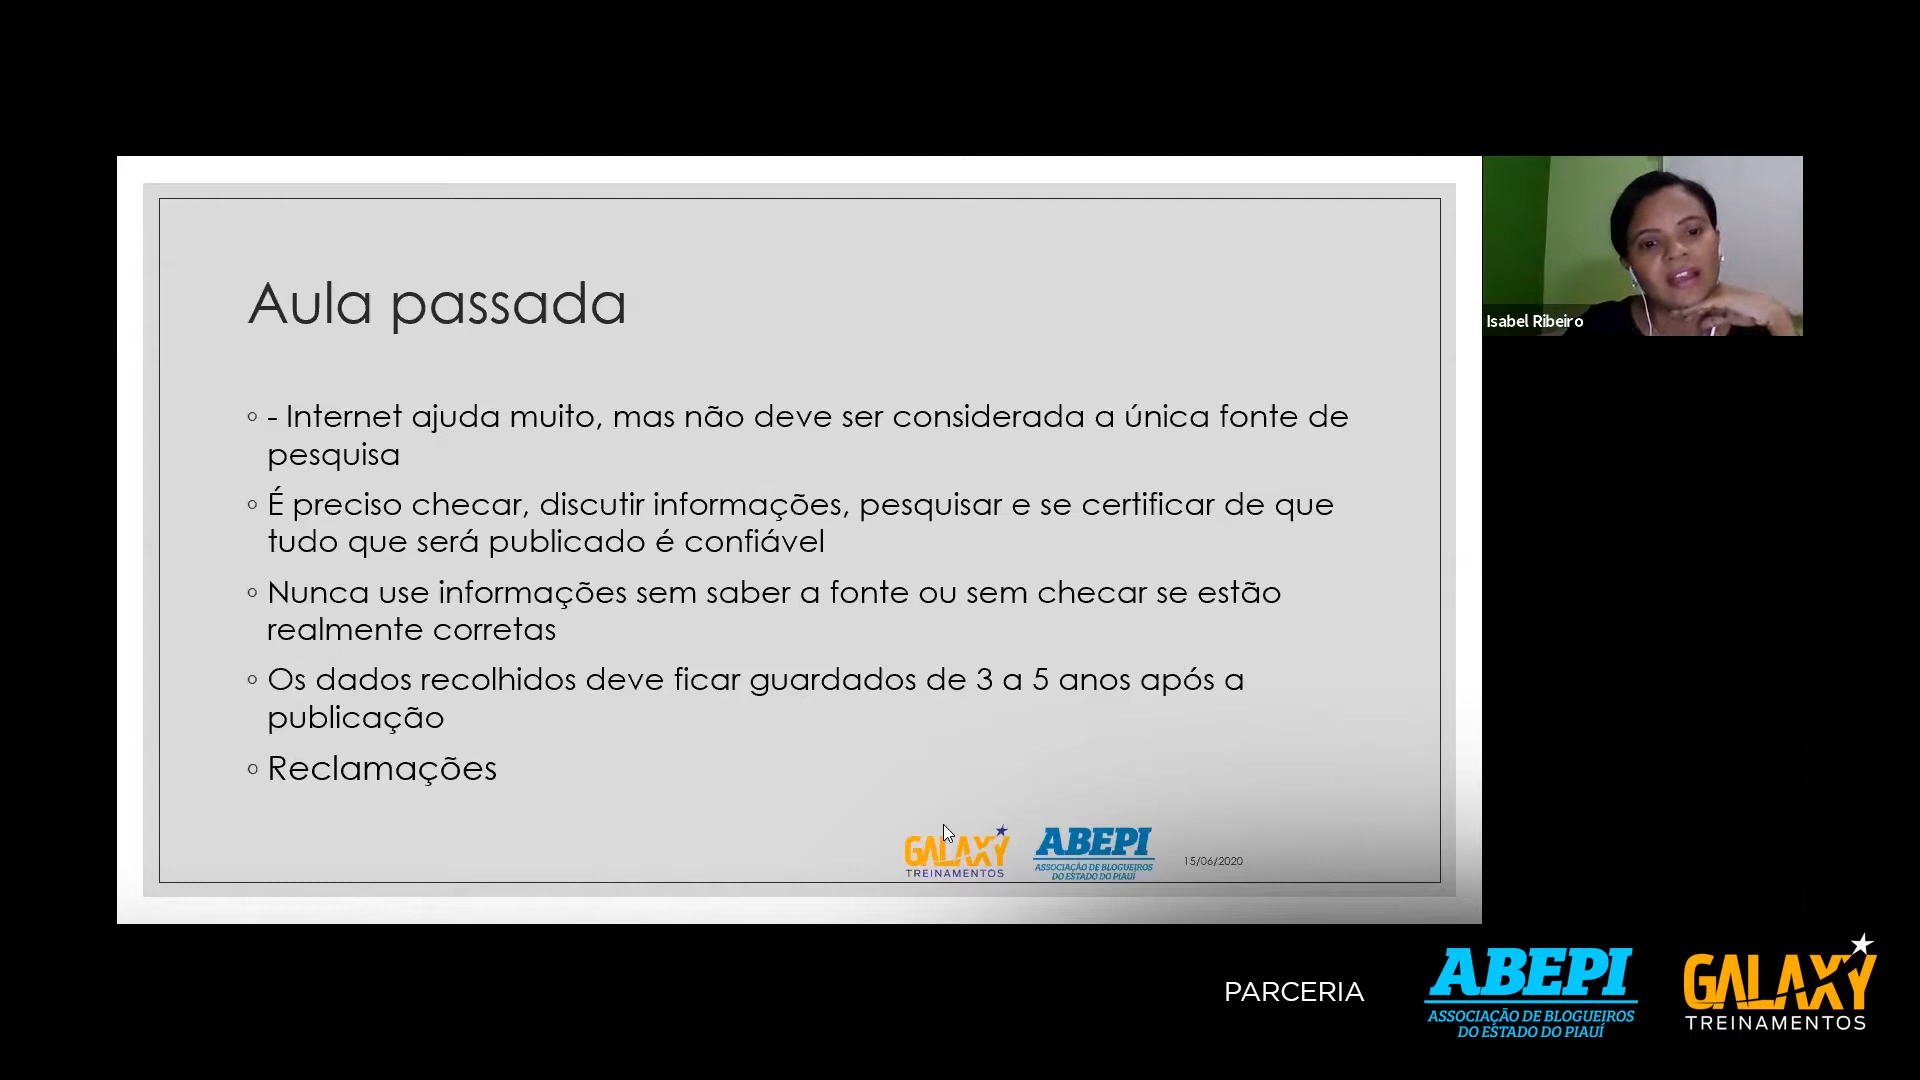 Aula passada
- Internet ajuda muito, mas não deve ser considerada a única fonte de
pesquisa
É preciso checar, discutir informações, pesquisar e se certificar de que
tudo que será publicado é confiável
Nunca use informações sem saber a fonte ou sem checar se estão
realmente corretas
Os dados recolhidos deve ficar guardados de 3 a 5 anos após a
publicação
Reclamações
GALAXY
TREINAMENTOS
ABEPI
ASSOCIAÇÃO DE BLOGUEIROS
DO ESTADO DO PIAUÍ
15/06/2020
Isabel Ribeiro
PARCERIA
ABEPI
ASSOCIAÇÃO DE BLOGUEIROS
DO ESTADO DO PIAUÍ
GALAXY
TREINAMENTOS